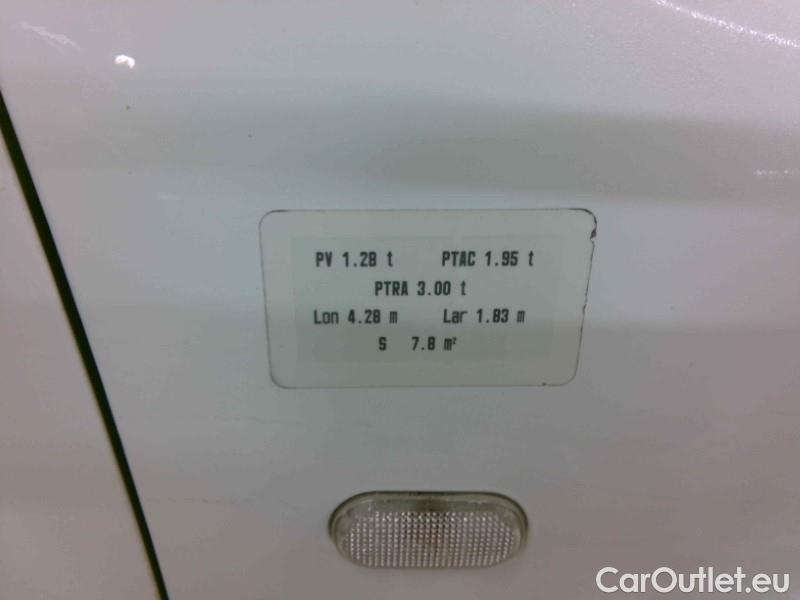 PV 1.28 t PTAC 1.95 t
PTRA 3.00 t
Lon 4.28 m Lar 1.83 m
S 7.8 m²
CarOutlet.eu